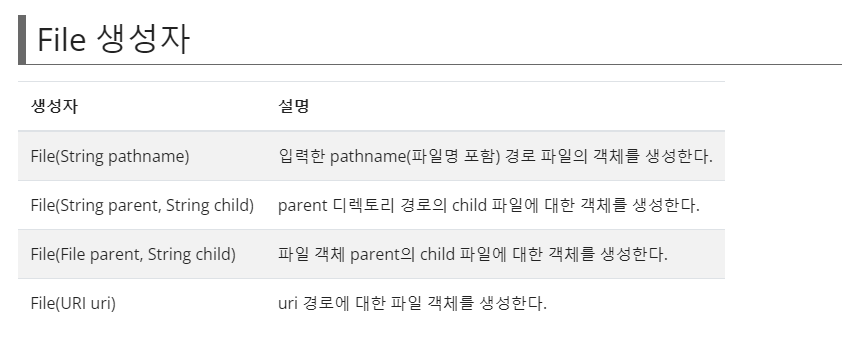 File 생성자
생성자 설명
File(String pathname) 입력한 pathname(파일명 포함) 경로 파일의 객체를 생성한다.
File(String parent, String child) parent 디렉토리 경로의 child 파일에 대한 객체를 생성한다.
File(File parent, String child) 파일 객체 parent의 child 파일에 대한 객체를 생성한다.
File(URI uri) uri 경로에 대한 파일 객체를 생성한다.